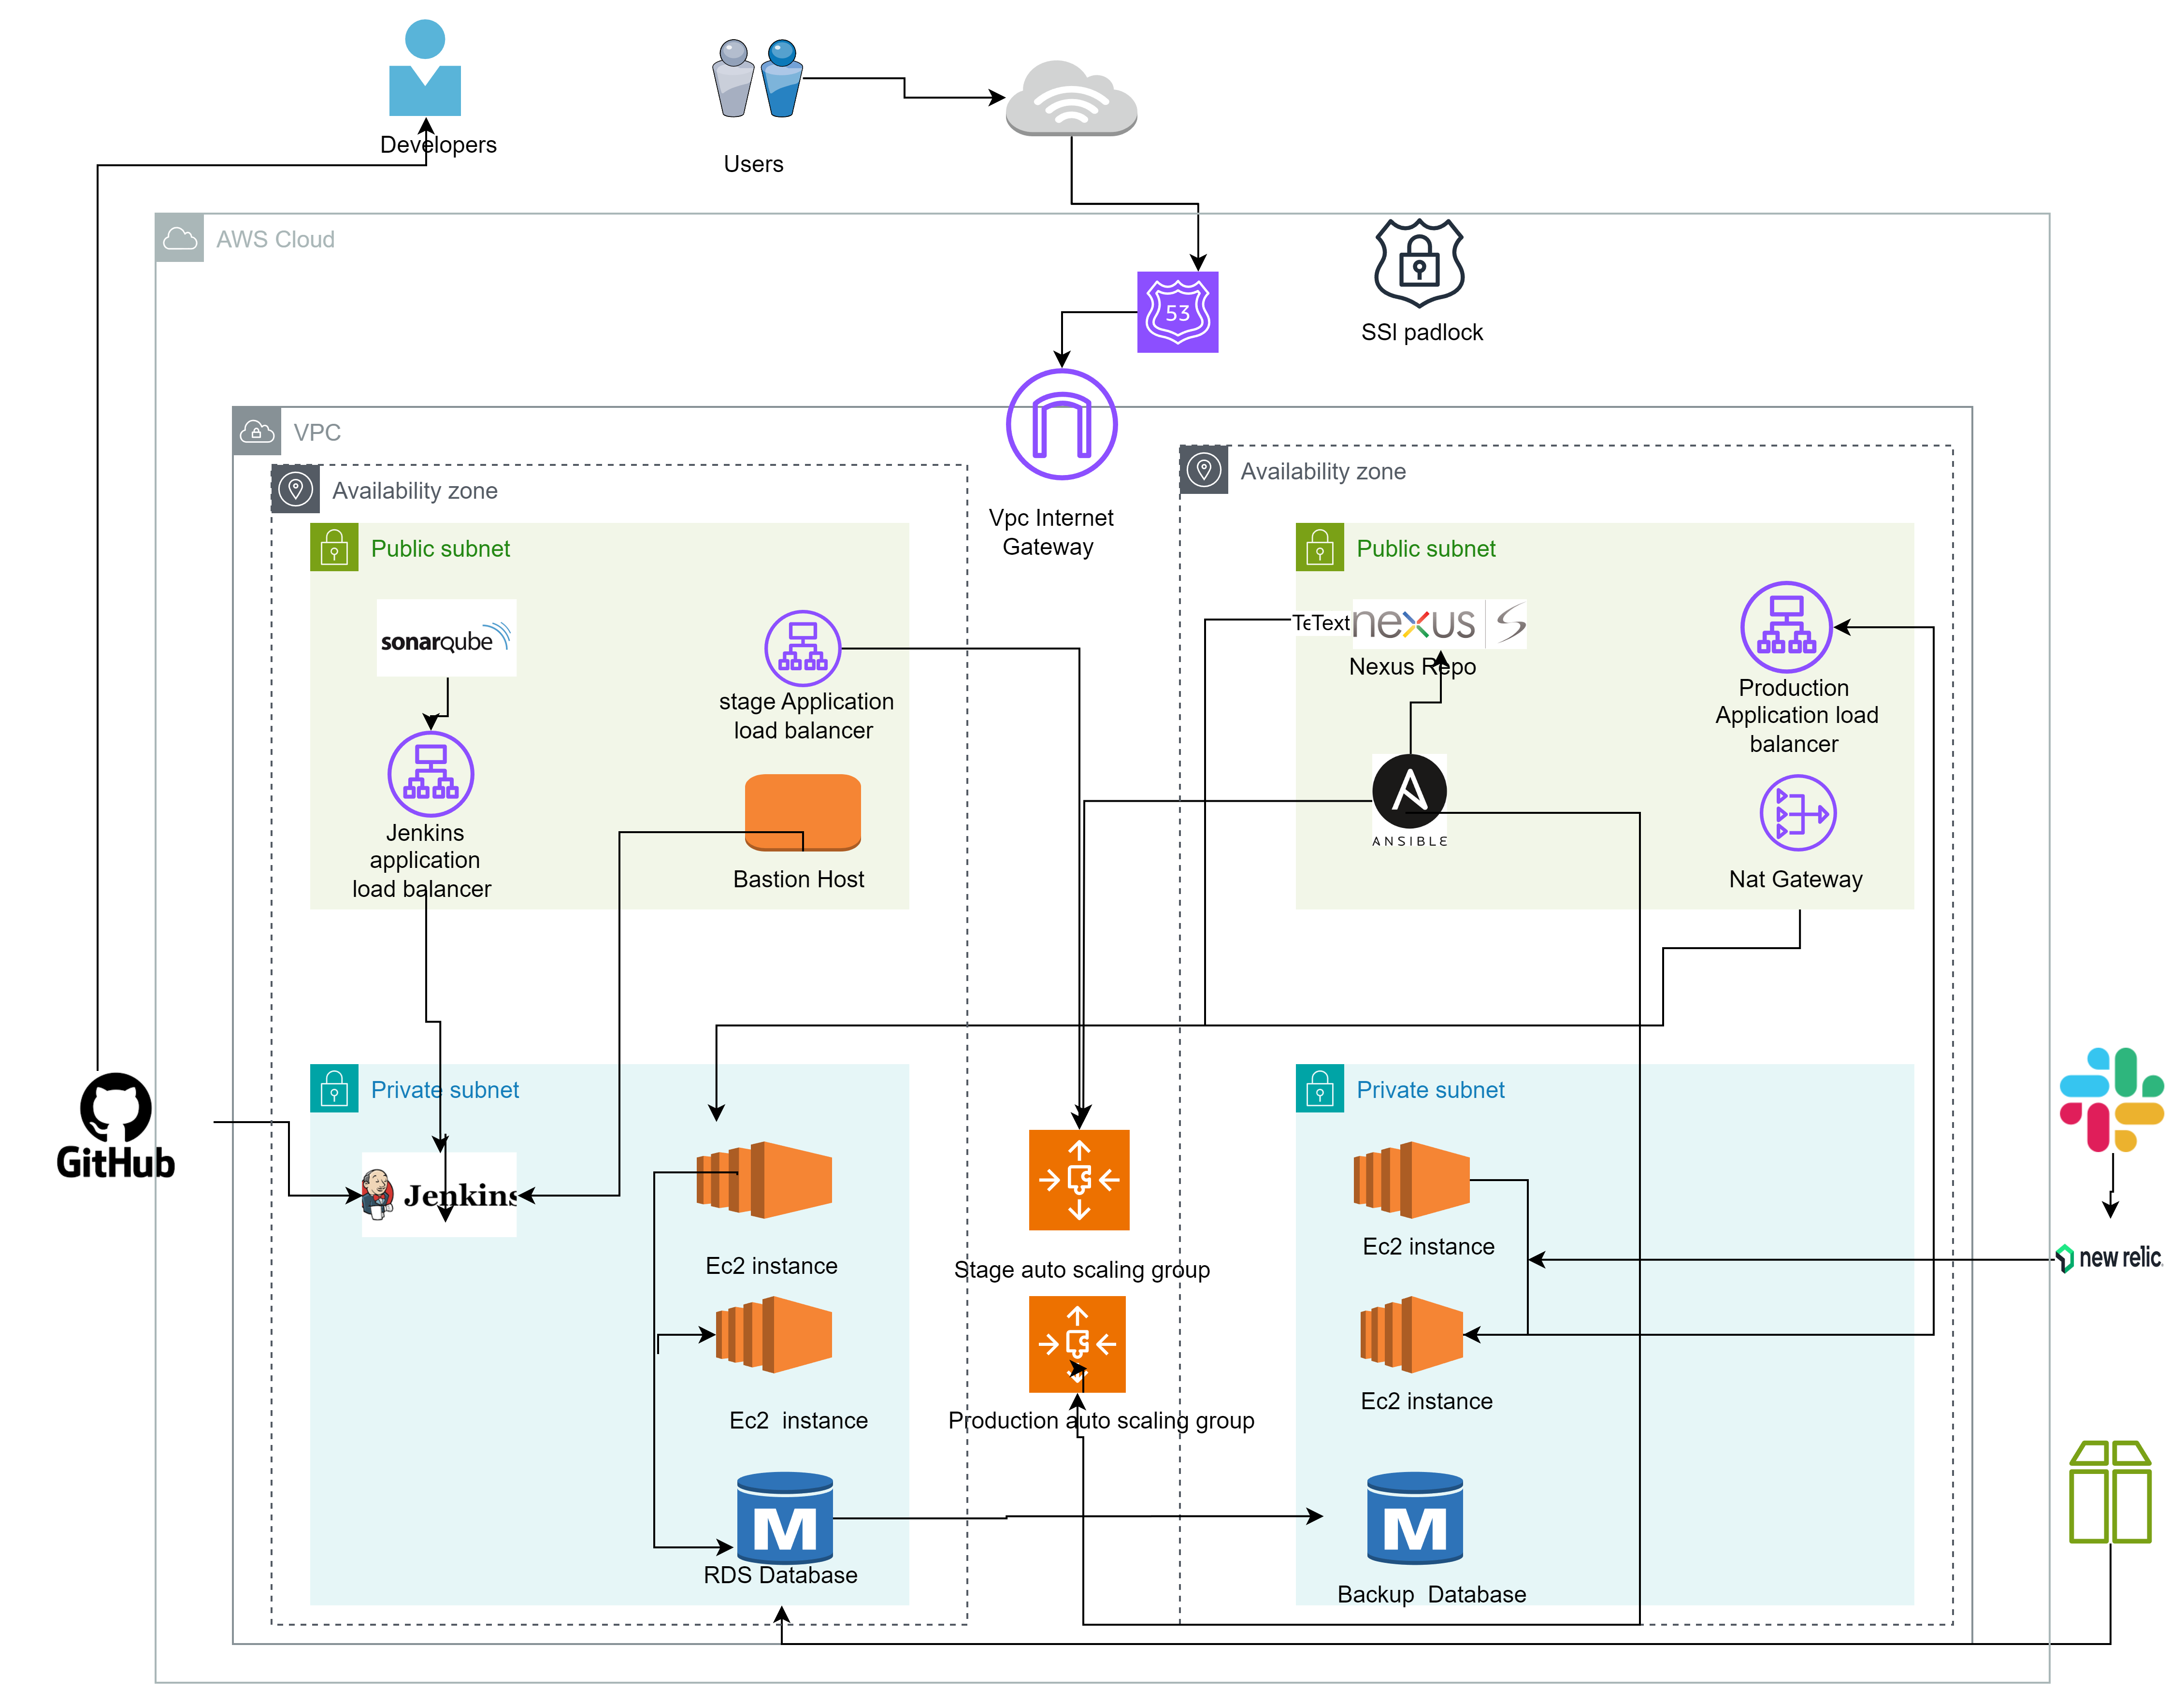 Developers
Users
AWS Cloud
53
SSI padlock
VPC
Availability zone
Availability zone
Vpc Internet
Gateway
Public subnet
Public subnet
sonarqube
stage Application
load balancer
TeText
nexus
Nexus Repo
Production
Application load
balancer
Jenkins
application
load balancer
Bastion Host
ANSIBLE
Nat Gateway
Private subnet
Private subnet
GitHub
Jenkins
Ec2 instance
Stage auto scaling group
Ec2 instance
new relic.
Ec2  instance
Production auto scaling group
Ec2 instance
M
RDS Database
M
Backup  Database